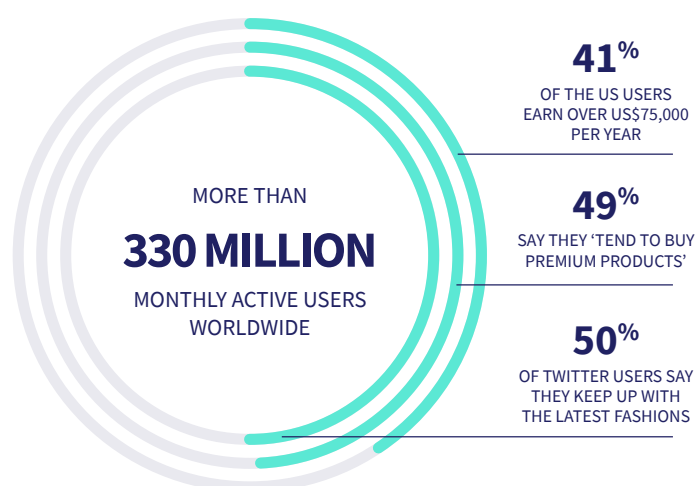 MORE THAN
330 MILLION
MONTHLY ACTIVE USERS
WORLDWIDE
41%
OF THE US USERS
EARN OVER US$75,000
PER YEAR
49%
SAY THEY ‘TEND TO BUY
PREMIUM PRODUCTS’
50%
OF TWITTER USERS SAY
THEY KEEP UP WITH
THE LATEST FASHIONS